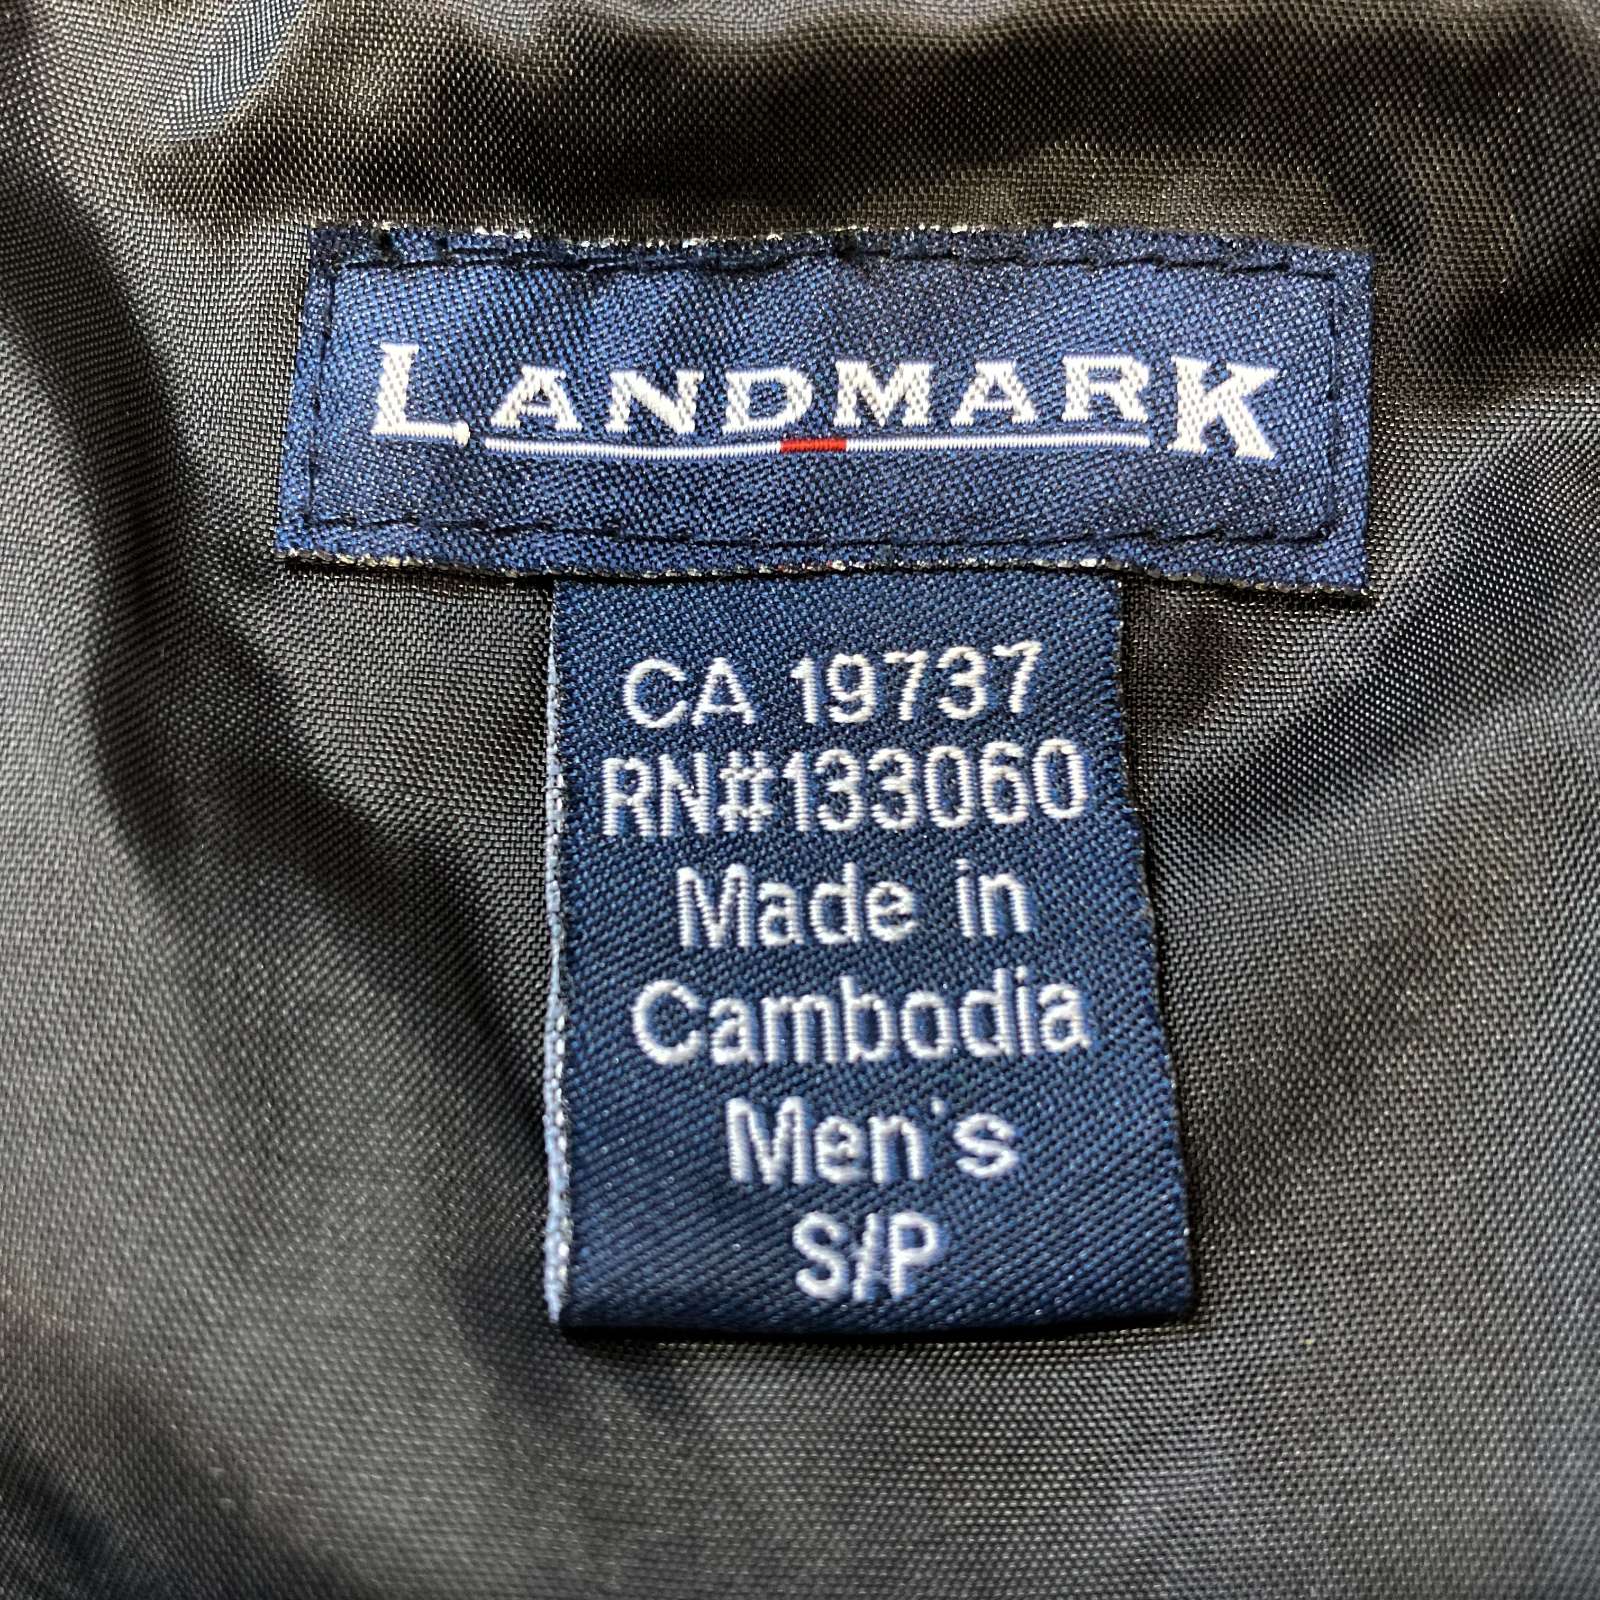 LANDMARK
CA 19737
RN#133060
Made in
Cambodia
Men's
S/P